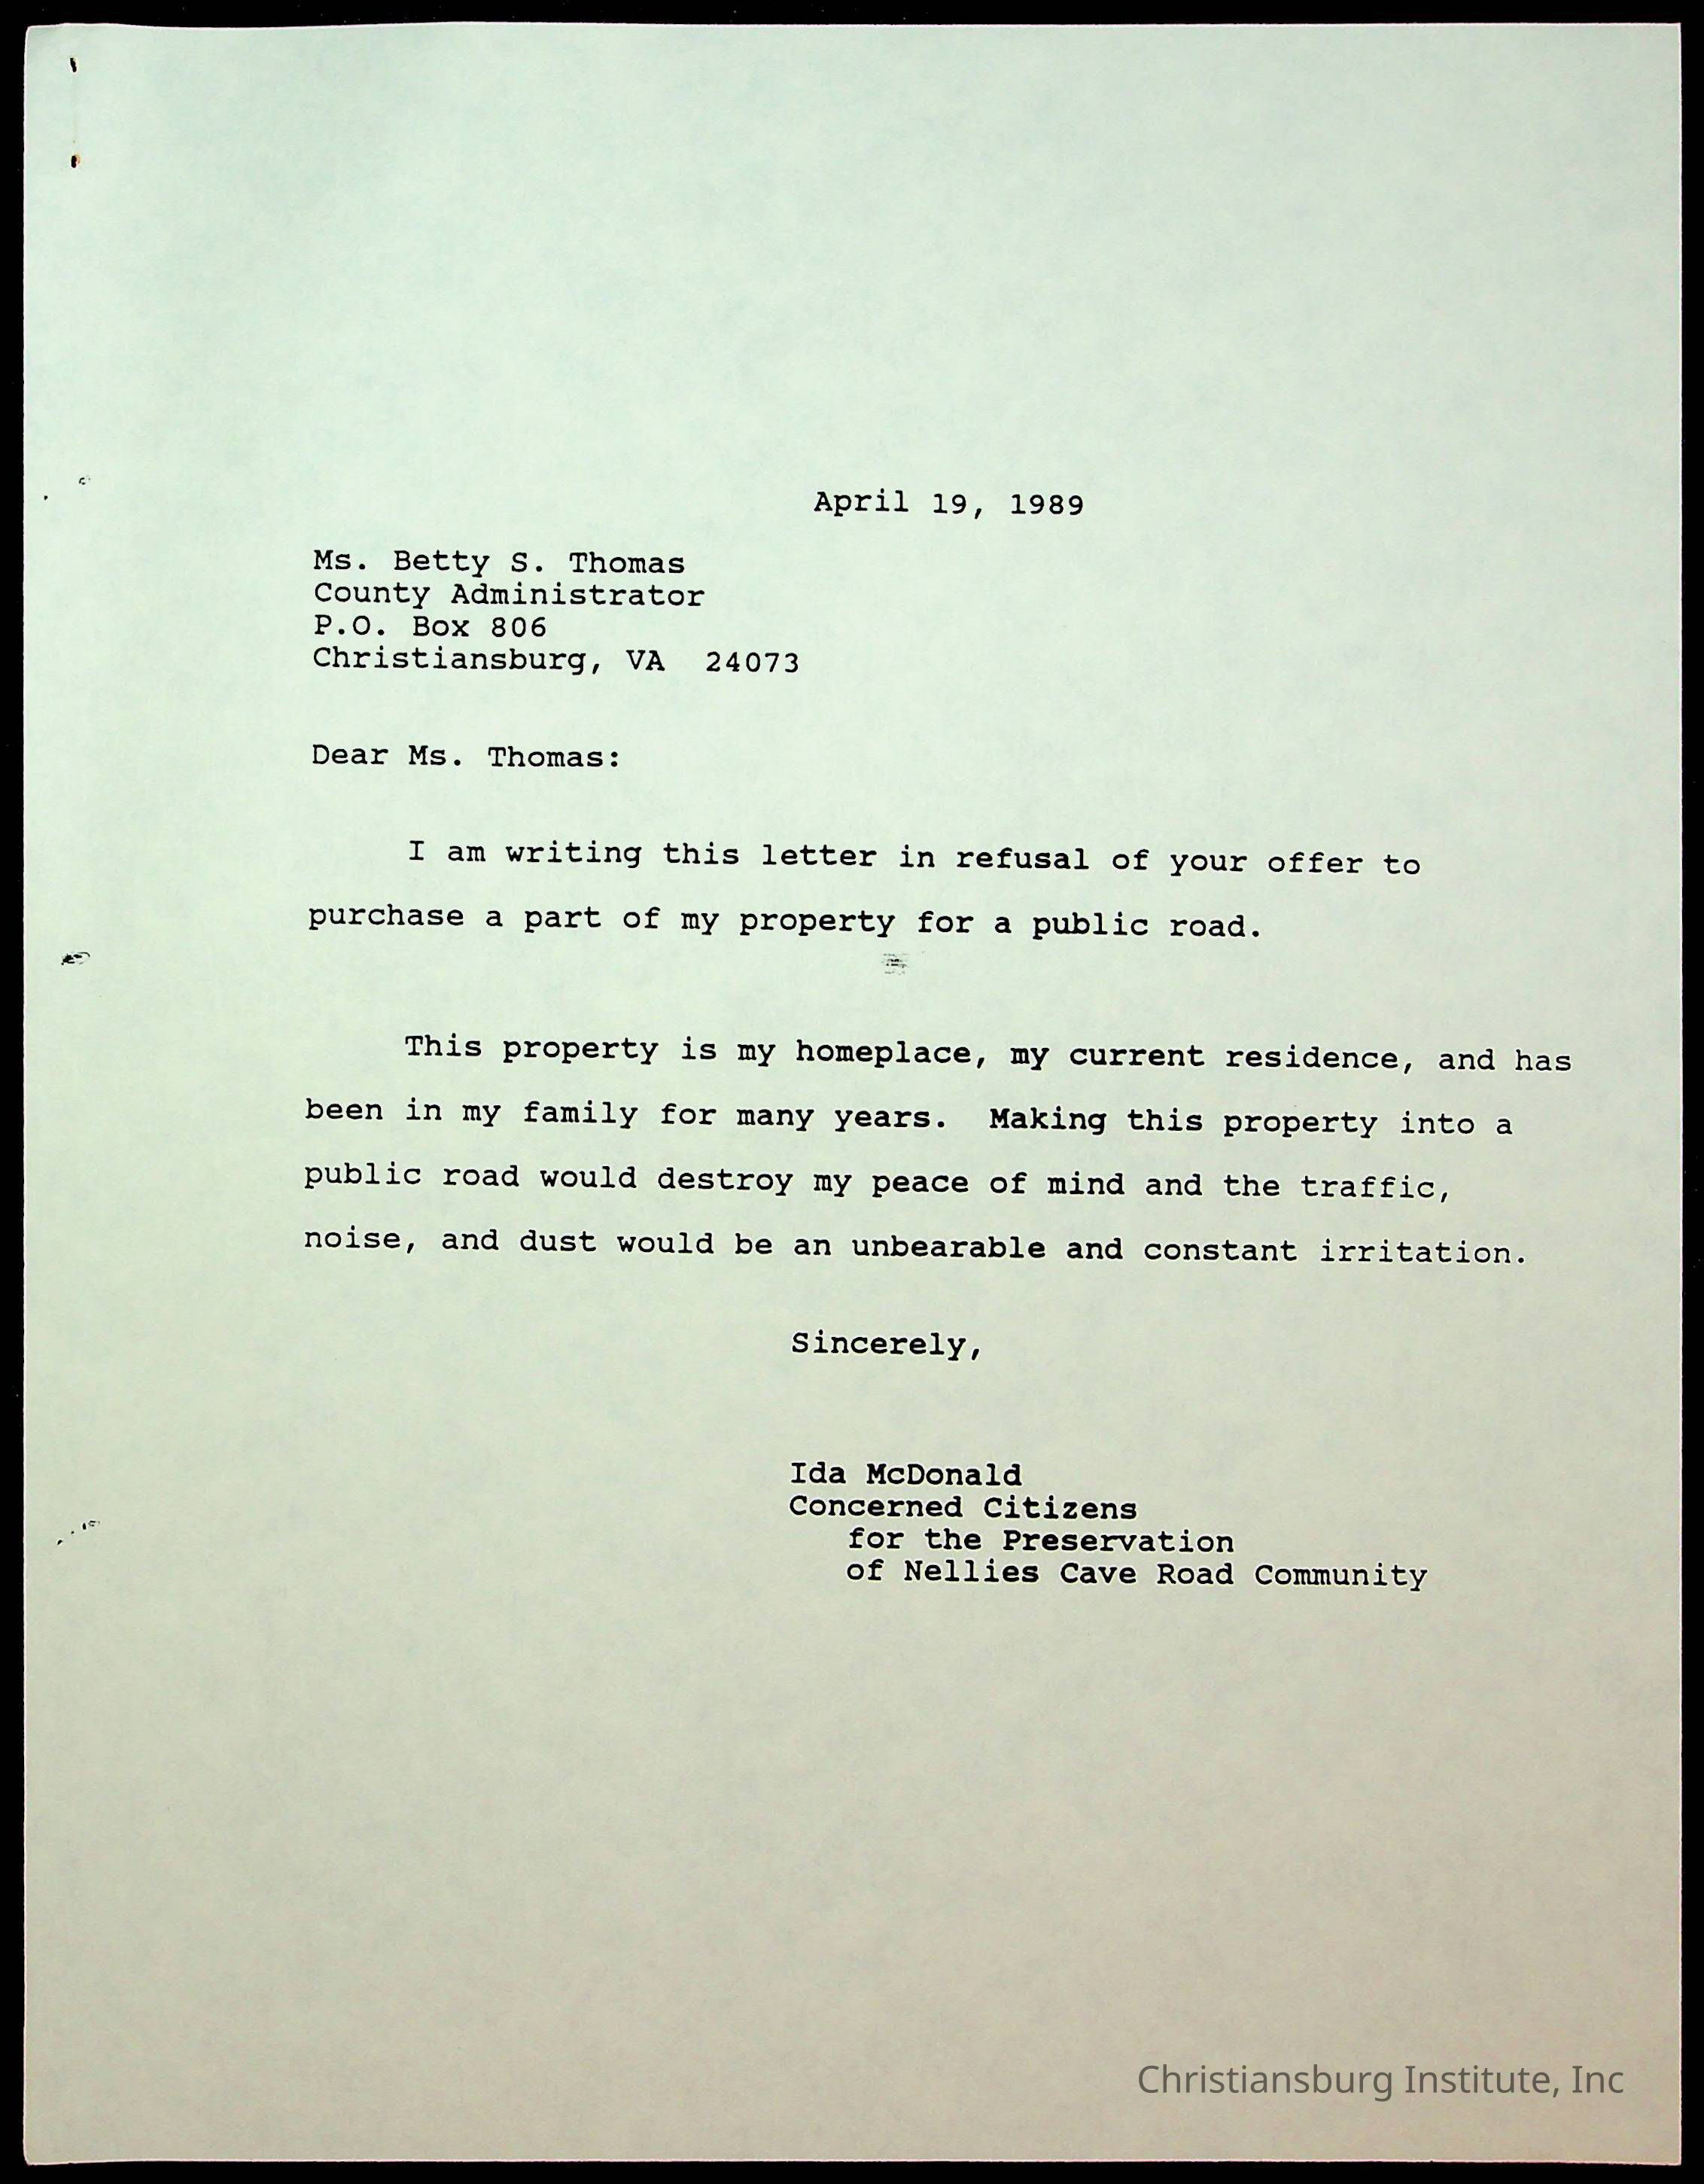 April 19, 1989
Ms. Betty S. Thomas
County Administrator
P.O. Box 806
Christiansburg, VA  24073
Dear Ms. Thomas:
I am writing this letter in refusal of your offer to
purchase a part of my property for a public road.
This property is my homeplace, my current residence, and has
been in my family for many years.  Making this property into a
public road would destroy my peace of mind and the traffic,
noise, and dust would be an unbearable and constant irritation.
Sincerely,
Ida McDonald
Concerned Citizens
for the Preservation
of Nellies Cave Road Community
Christiansburg Institute, Inc